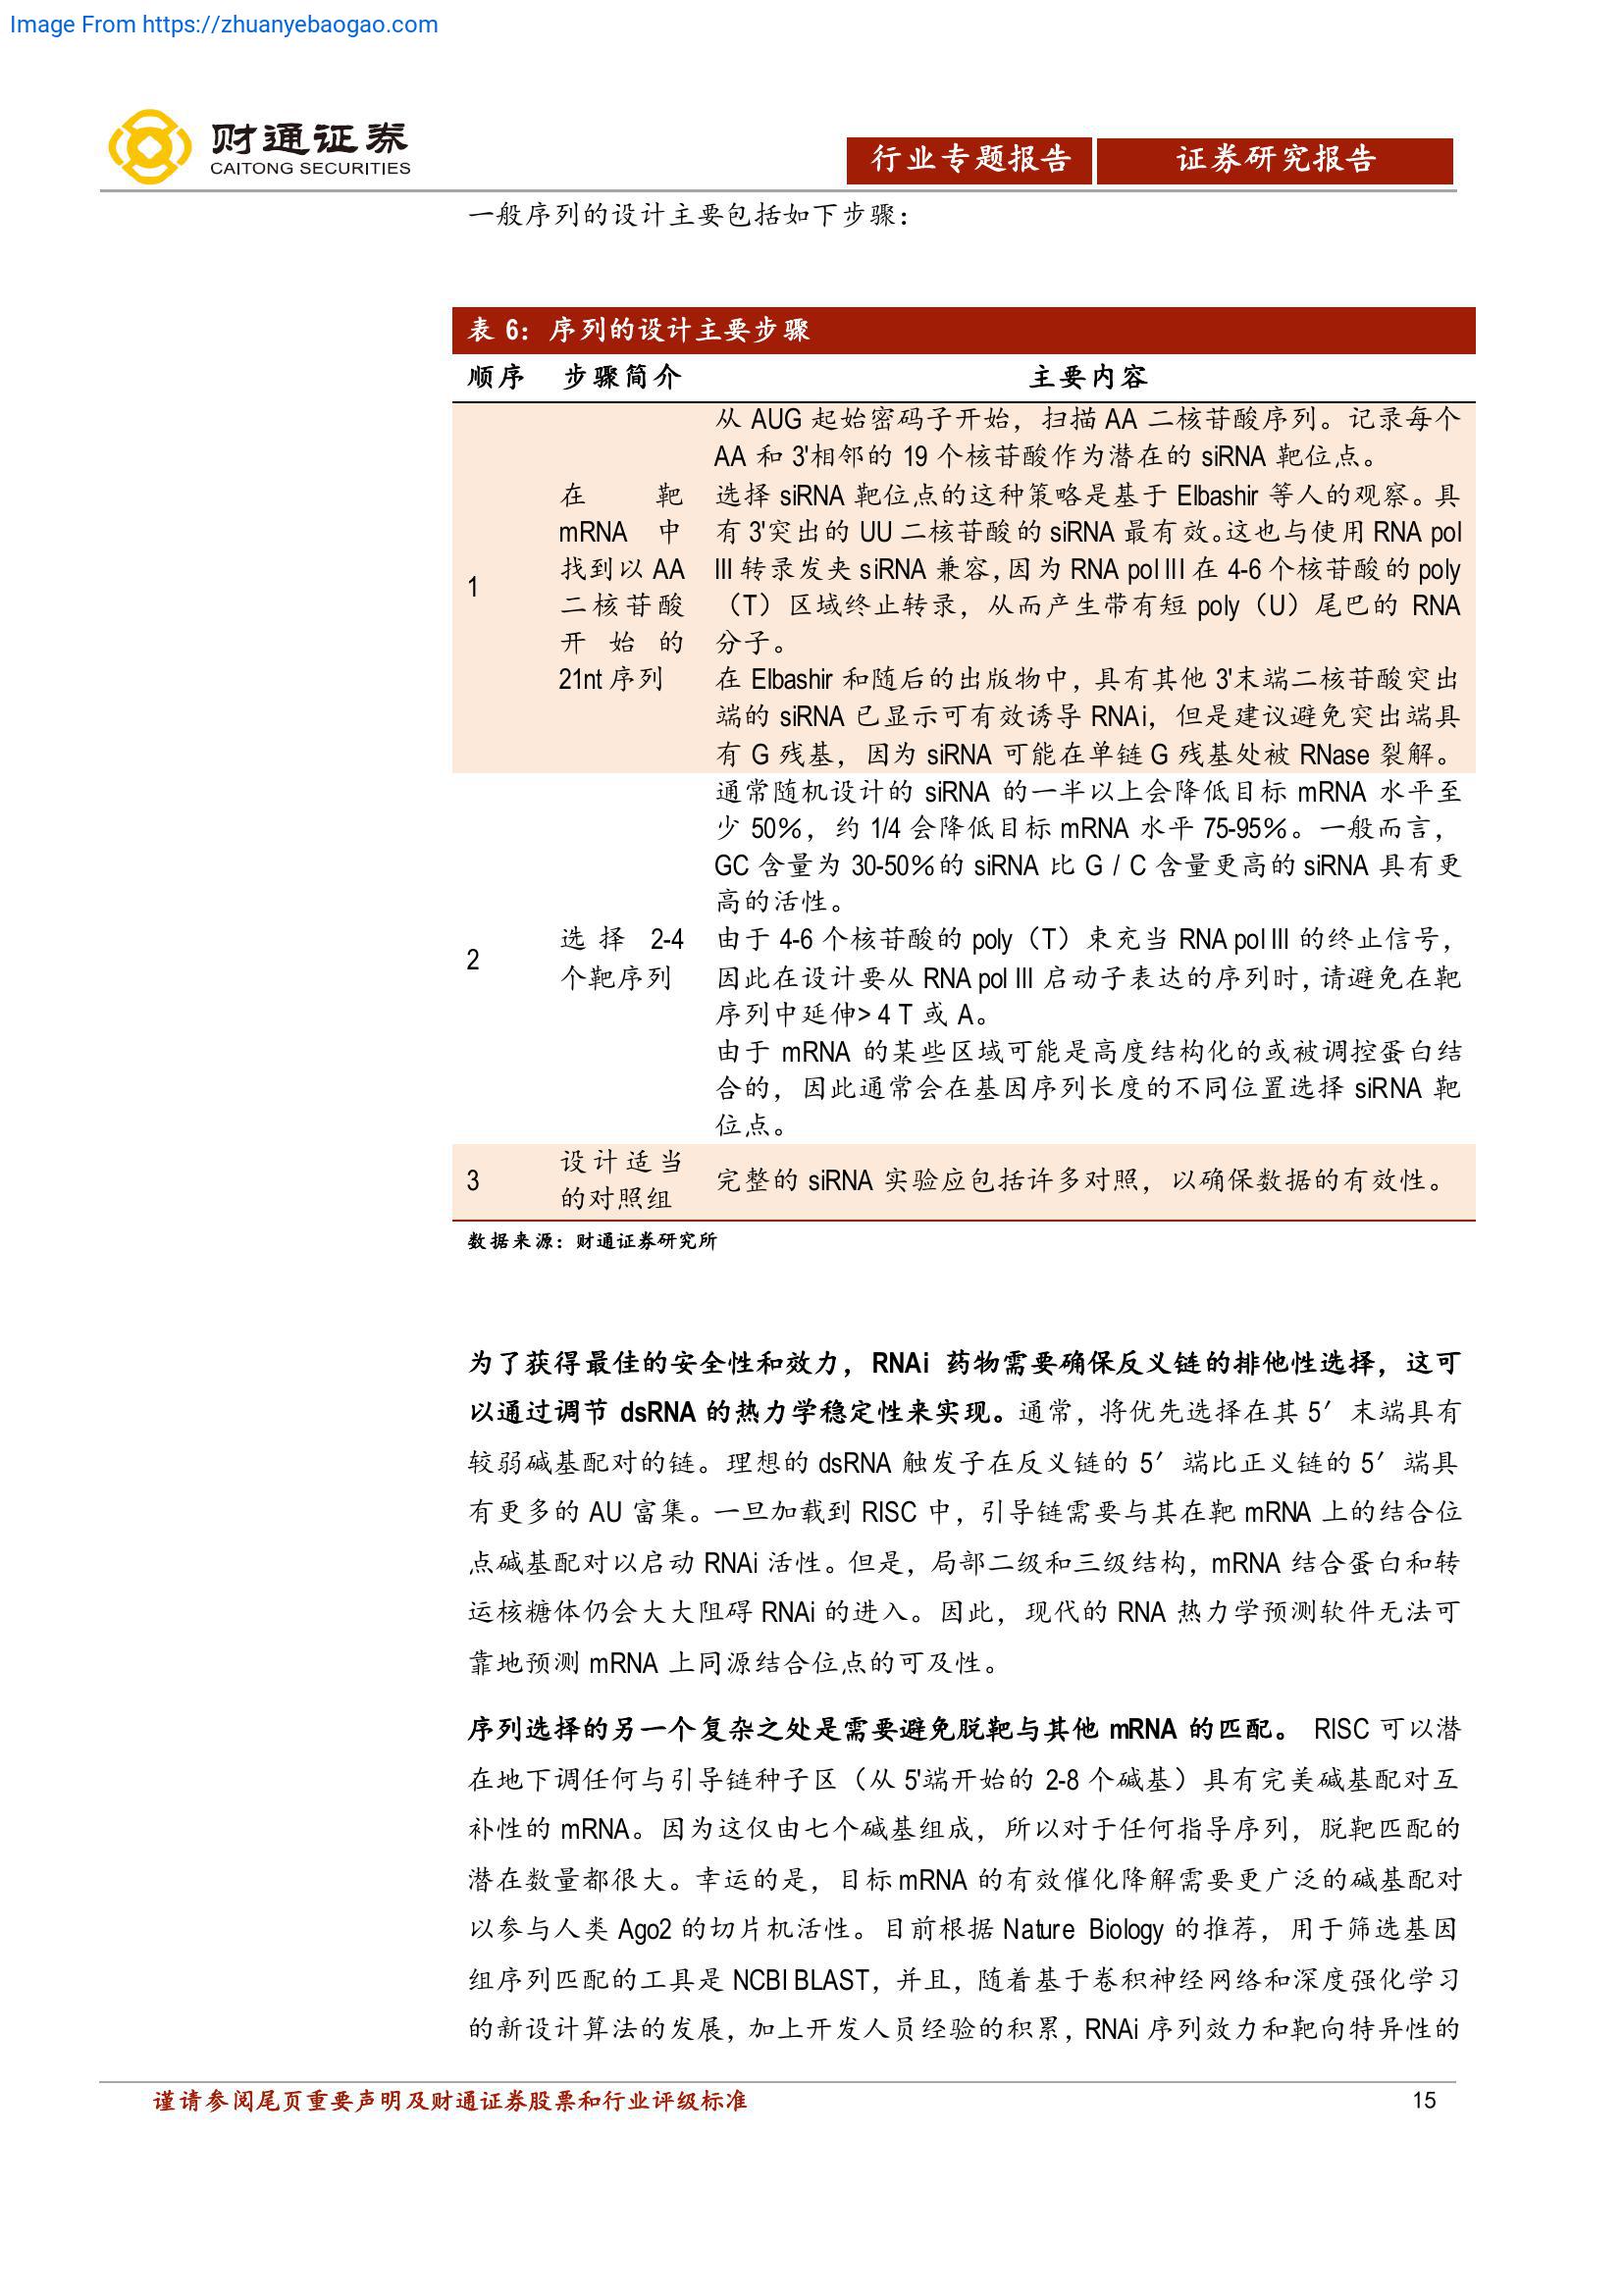 Image From https://zhuanyebaogao.com
财通证券
CAITONG SECURITIES
行业专题报告
证券研究报告
一般序列的设计主要包括如下步骤：
表 6：序列的设计主要步骤
顺序 步骤简介 主要内容
1
在 靶
mRNA 中
找到以 AA
二核苷酸
开始的
21nt 序列
从 AUG 起始密码子开始，扫描 AA 二核苷酸序列。记录每个
AA 和 3'相邻的 19 个核苷酸作为潜在的 siRNA 靶位点。
选择 siRNA 靶位点的这种策略是基于 Elbashir 等人的观察。具
有 3'突出的 UU 二核苷酸的 siRNA 最有效。这也与使用 RNA pol
III 转录发夹 siRNA 兼容，因为 RNA pol III 在 4-6 个核苷酸的 poly
（T）区域终止转录，从而产生带有短 poly（U）尾巴的 RNA
分子。
在 Elbashir 和随后的出版物中，具有其他 3'末端二核苷酸突出
端的 siRNA 已显示可有效诱导 RNAi，但是建议避免突出端具
有 G 残基，因为 siRNA 可能在单链 G 残基处被 RNase 裂解。
2
选择 2-4
个靶序列
通常随机设计的 siRNA 的一半以上会降低目标 mRNA 水平至
少 50%，约 1/4 会降低目标 mRNA 水平 75-95%。一般而言，
GC 含量为 30-50%的 siRNA 比 G / C 含量更高的 siRNA 具有更
高的活性。
由于 4-6 个核苷酸的 poly（T）束充当 RNA pol III 的终止信号，
因此在设计要从 RNA pol III 启动子表达的序列时，请避免在靶
序列中延伸> 4 T 或 A。
由于 mRNA 的某些区域可能是高度结构化的或被调控蛋白结
合的，因此通常会在基因序列长度的不同位置选择 siRNA 靶
位点。
3
设计适当
的对照组
完整的 siRNA 实验应包括许多对照，以确保数据的有效性。
数据来源：财通证券研究所
为了获得最佳的安全性和效力，RNAi 药物需要确保反义链的排他性选择，这可
以通过调节 dsRNA 的热力学稳定性来实现。通常，将优先选择在其 5′ 末端具有
较弱碱基配对的链。理想的 dsRNA 触发子在反义链的 5′ 端比正义链的 5′ 端具
有更多的 AU 富集。一旦加载到 RISC 中，引导链需要与其在靶 mRNA 上的结合位
点碱基配对以启动 RNAi 活性。但是，局部二级和三级结构，mRNA 结合蛋白和转
运核糖体仍会大大阻碍 RNAi 的进入。因此，现代的 RNA 热力学预测软件无法可
靠地预测 mRNA 上同源结合位点的可及性。
序列选择的另一个复杂之处是需要避免脱靶与其他 mRNA 的匹配。 RISC 可以潜
在地下调任何与引导链种子区（从 5'端开始的 2-8 个碱基）具有完美碱基配对互
补性的 mRNA。因为这仅由七个碱基组成，所以对于任何指导序列，脱靶匹配的
潜在数量都很大。幸运的是，目标 mRNA 的有效催化降解需要更广泛的碱基配对
以参与人类 Ago2 的切片机活性。目前根据 Nature Biology 的推荐，用于筛选基因
组序列匹配的工具是 NCBI BLAST，并且，随着基于卷积神经网络和深度强化学习
的新设计算法的发展，加上开发人员经验的积累，RNAi 序列效力和靶向特异性的
谨请参阅尾页重要声明及财通证券股票和行业评级标准
15